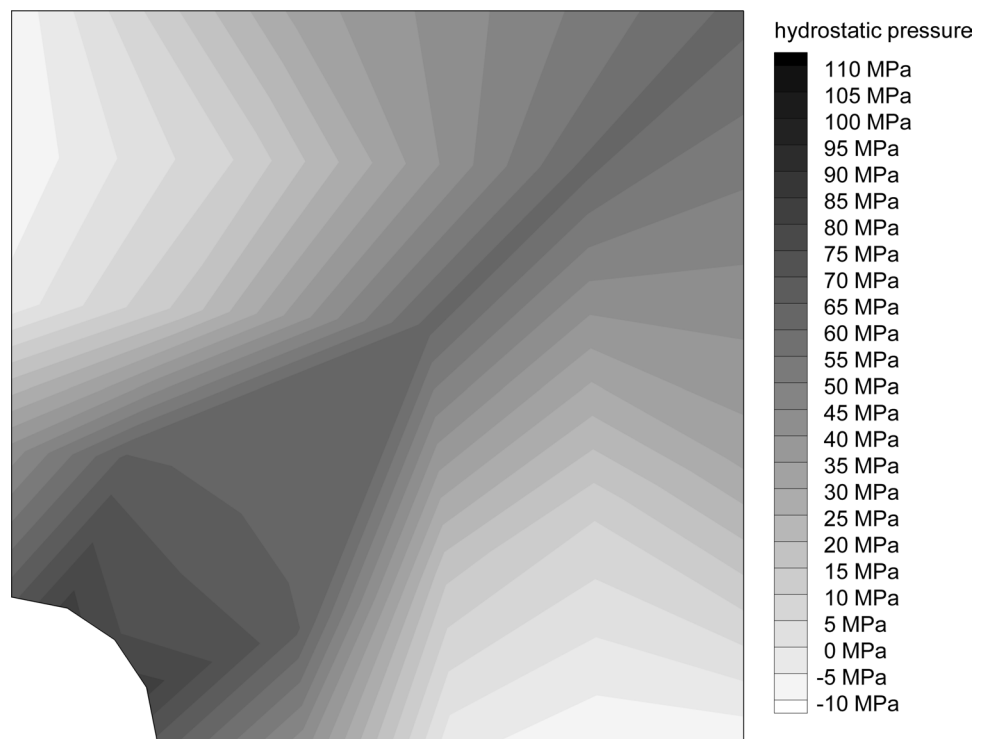 hydrostatic pressure
110 MPa
105 MPa
100 MPa
95 MPa
90 MPa
85 MPa
80 MPa
75 MPa
70 MPa
65 MPa
60 MPa
55 MPa
50 MPa
45 MPa
40 MPa
35 MPa
30 MPa
25 MPa
20 MPa
15 MPa
10 MPa
5 MPa
0 MPa
-5 MPa
-10 MPa